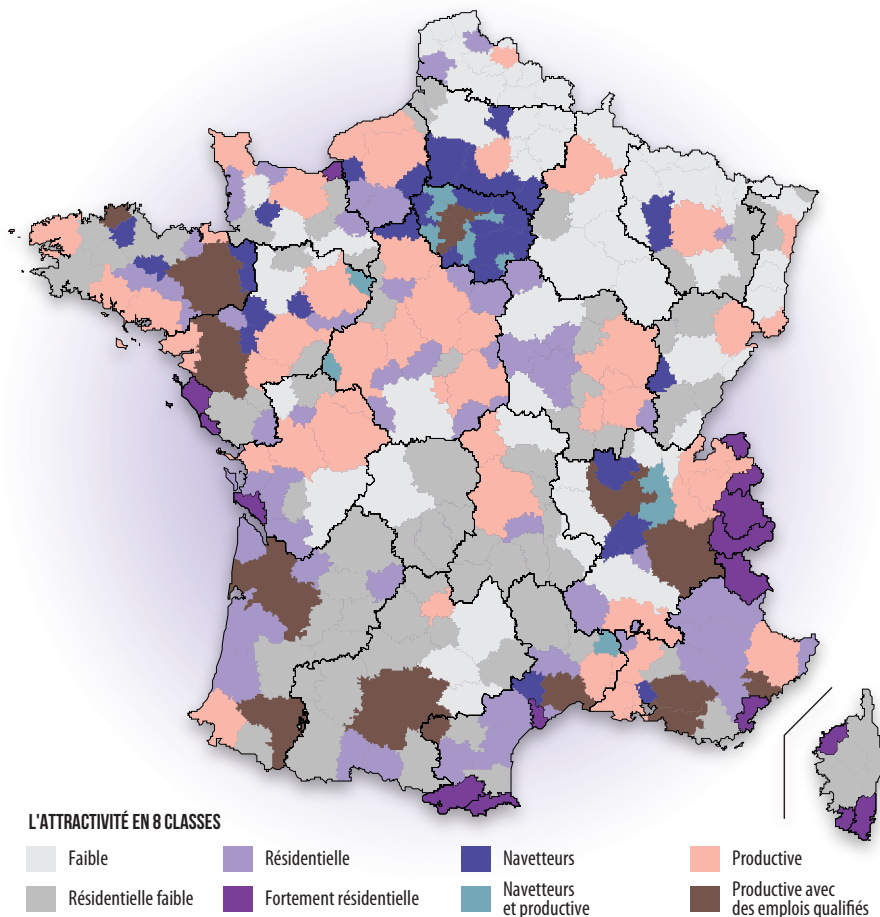 L'ATTRACTIVITÉ EN 8 CLASSES
Faible
Résidentielle
Navetteurs
Productive
Résidentielle faible
Fortement résidentielle
Navetteurs
et productive
Productive avec
des emplois qualifiés